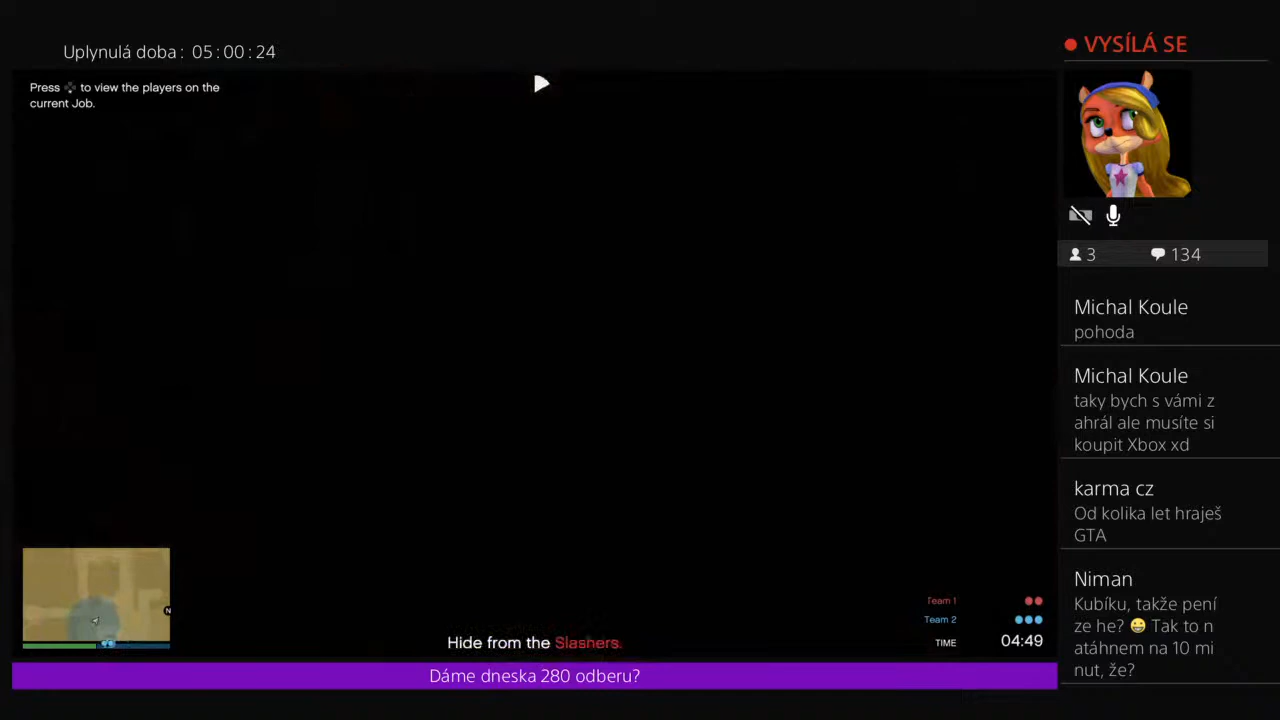 Uplynulá doba: 05:00:24
Press to view the players on the
current Job.
Hide from the Slashers.
Team 1
Team 2
TIME 04:49
N
Dáme dneska 280 odberu?
VYSÍLÁ SE
3 134
Michal Koule
pohoda
Michal Koule
taky bych s vámi z
ahrál ale musíte si
koupit Xbox xd
karma cz
Od kolika let hraješ
GTA
Niman
Kubíku, takže pení
ze he? 😀 Tak to n
atáhnem na 10 mi
nut, že?